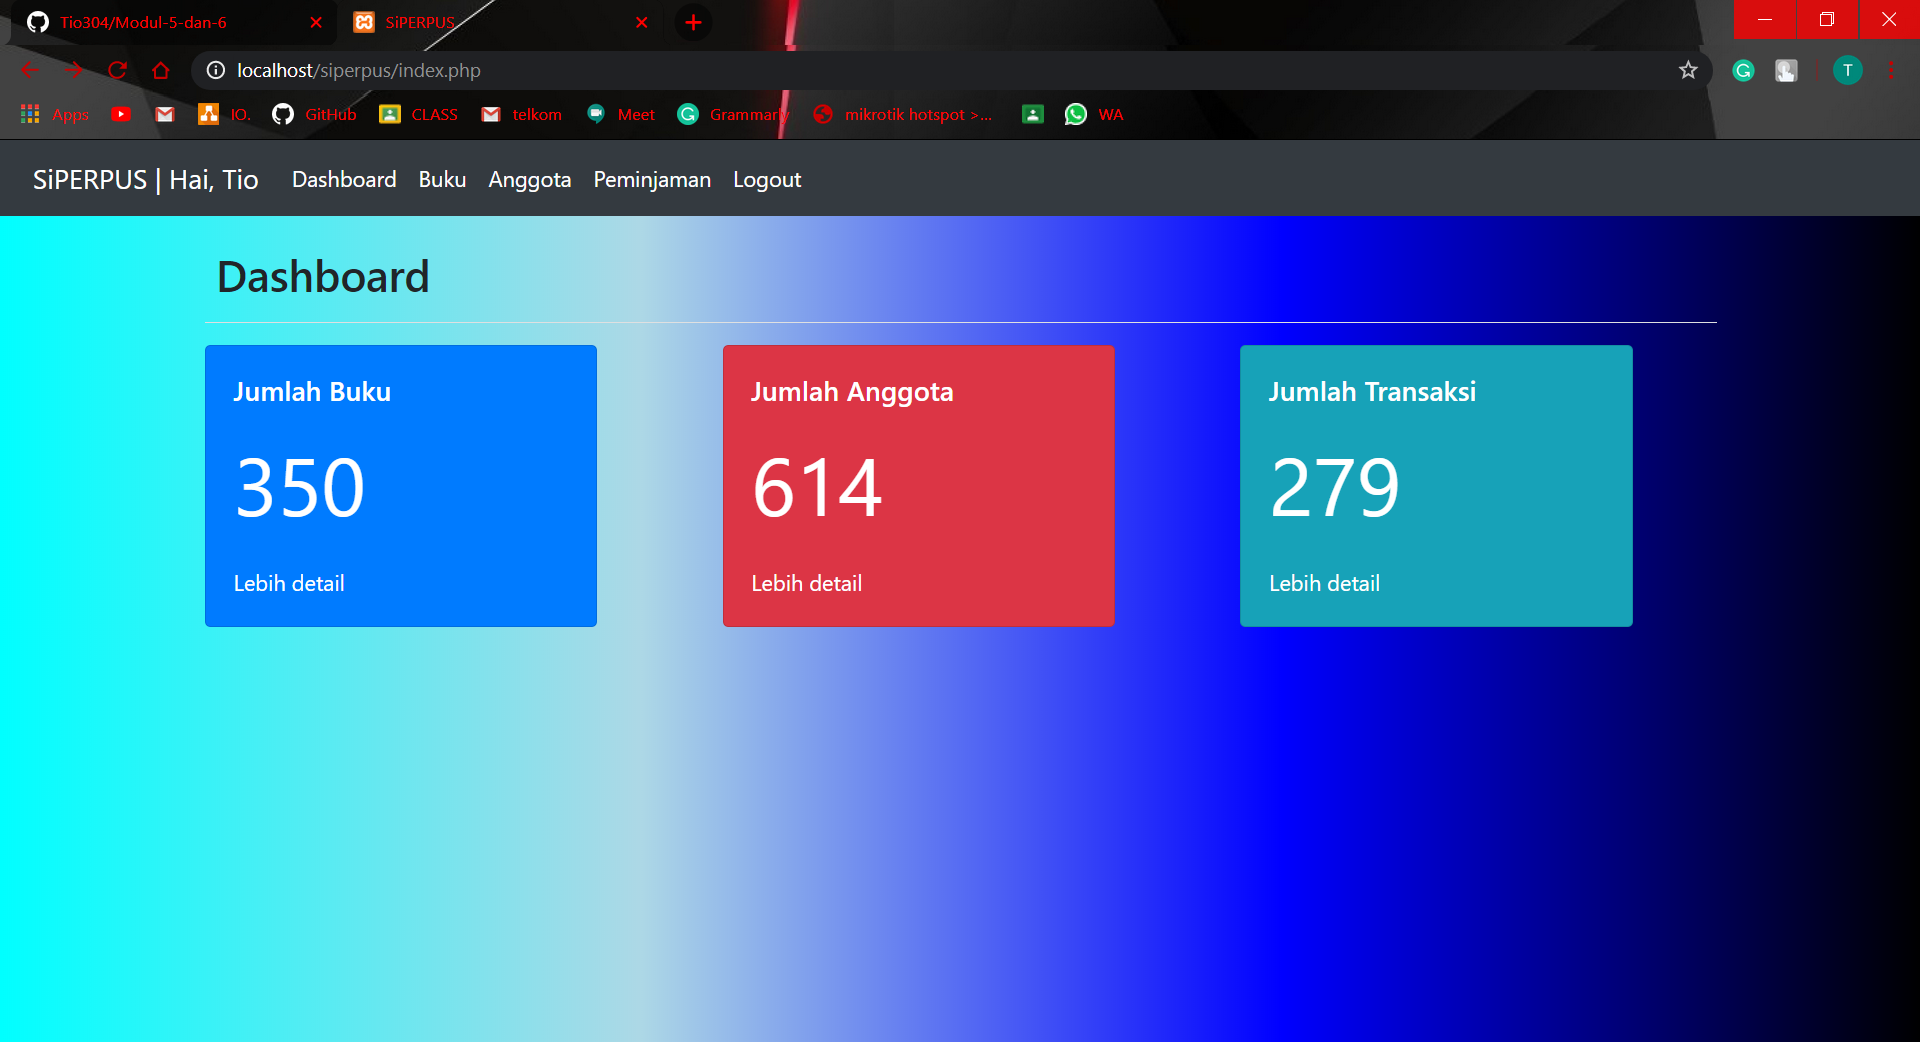 Tio304/Modul-5-dan-6
SiPERPUS
localhost/siperpus/index.php
T
Apps
IO.
GitHub
CLASS
telkom
Meet
Grammarly
mikrotik hotspot >...
WA
SiPERPUS | Hai, Tio
Dashboard
Buku
Anggota
Peminjaman
Logout
Dashboard
Jumlah Buku
350
Lebih detail
Jumlah Anggota
614
Lebih detail
Jumlah Transaksi
279
Lebih detail